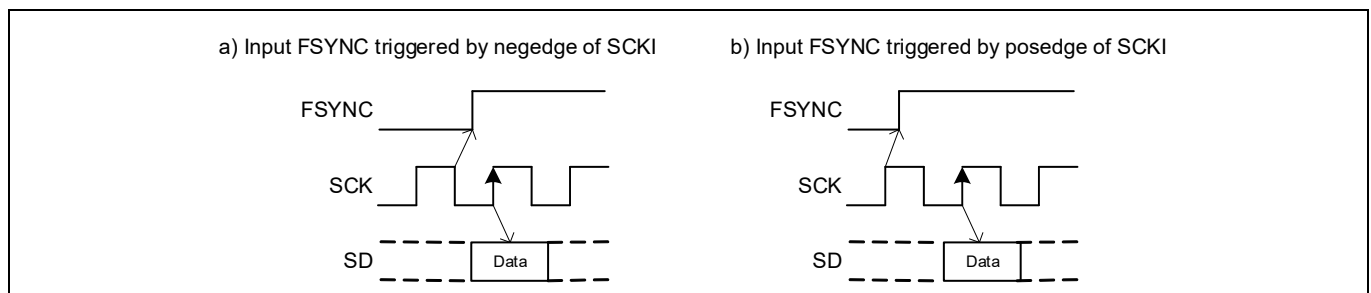 a) Input FSYNC triggered by negedge of SCKI
b) Input FSYNC triggered by posedge of SCKI
FSYNC
SCK
SD
Data
FSYNC
SCK
SD
Data